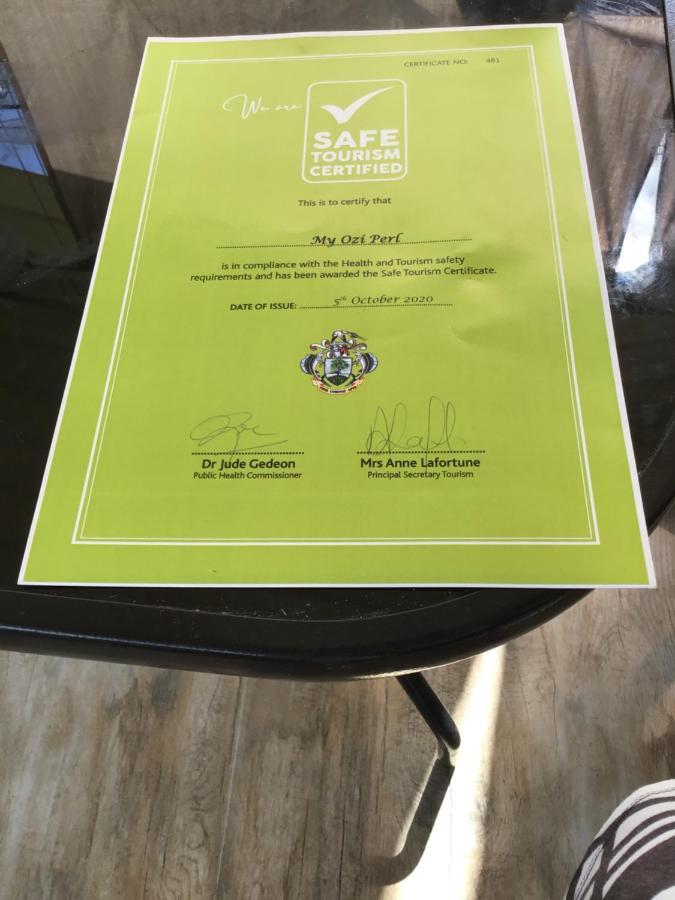 CERTIFICATE NO: 481
We are
SAFE
TOURISM
CERTIFIED
This is to certify that
My Ozi Perl
is in compliance with the Health and Tourism safety
requirements and has been awarded the Safe Tourism Certificate.
DATE OF ISSUE: 5th October 2020
Dr Jude Gedeon
Public Health Commissioner
Mrs Anne Lafortune
Principal Secretary Tourism